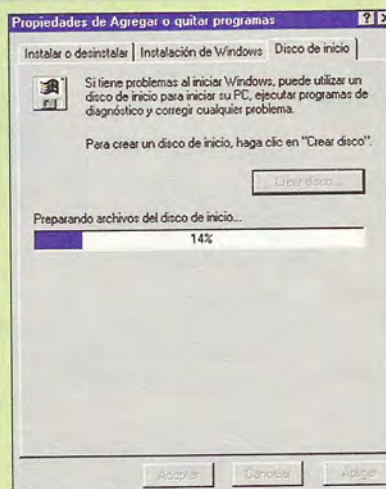 Propiedades de Agregar o quitar programas
Instalar o desinstalar Instalación de Windows Disco de inicio
Si tiene problemas al iniciar Windows, puede utilizar un
disco de inicio para iniciar su PC, ejecutar programas de
diagnóstico y corregir cualquier problema.
Para crear un disco de inicio, haga clic en "Crear disco".
Crear disco...
Preparando archivos del disco de inicio...
14%
Aceptar Cancelar Aplicar